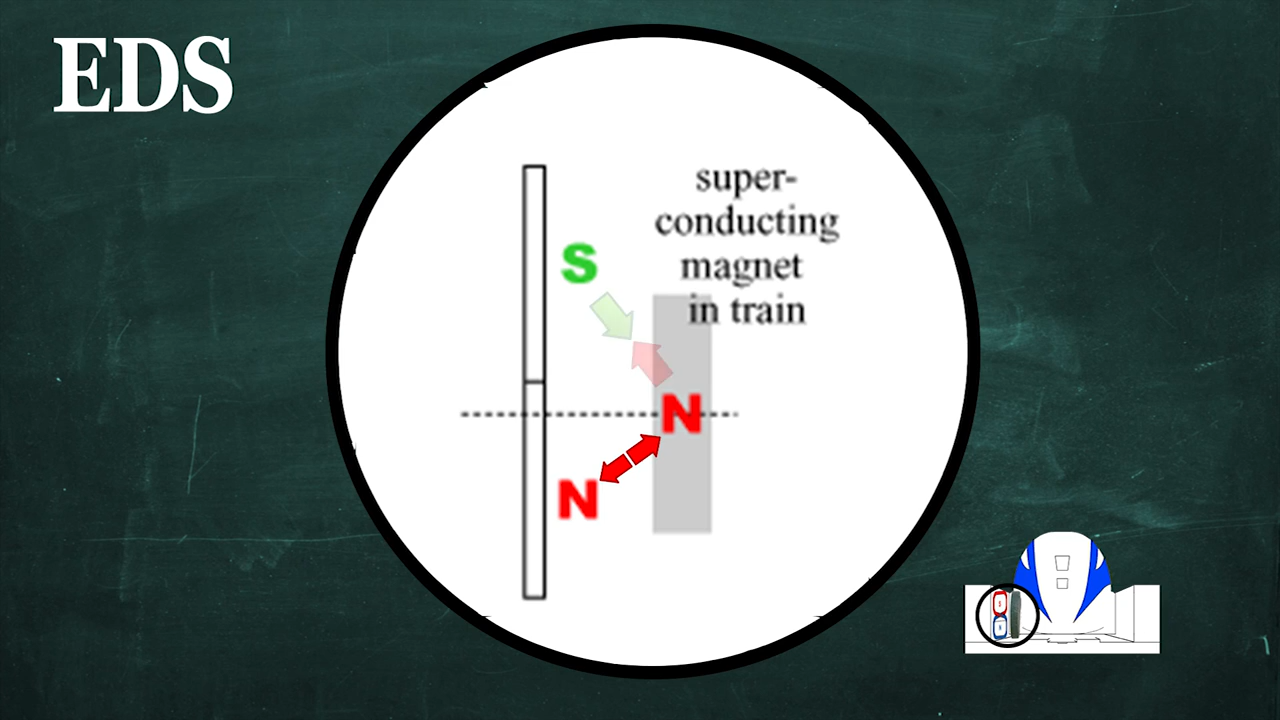 EDS
super-
conducting
magnet
in train
S
N
N